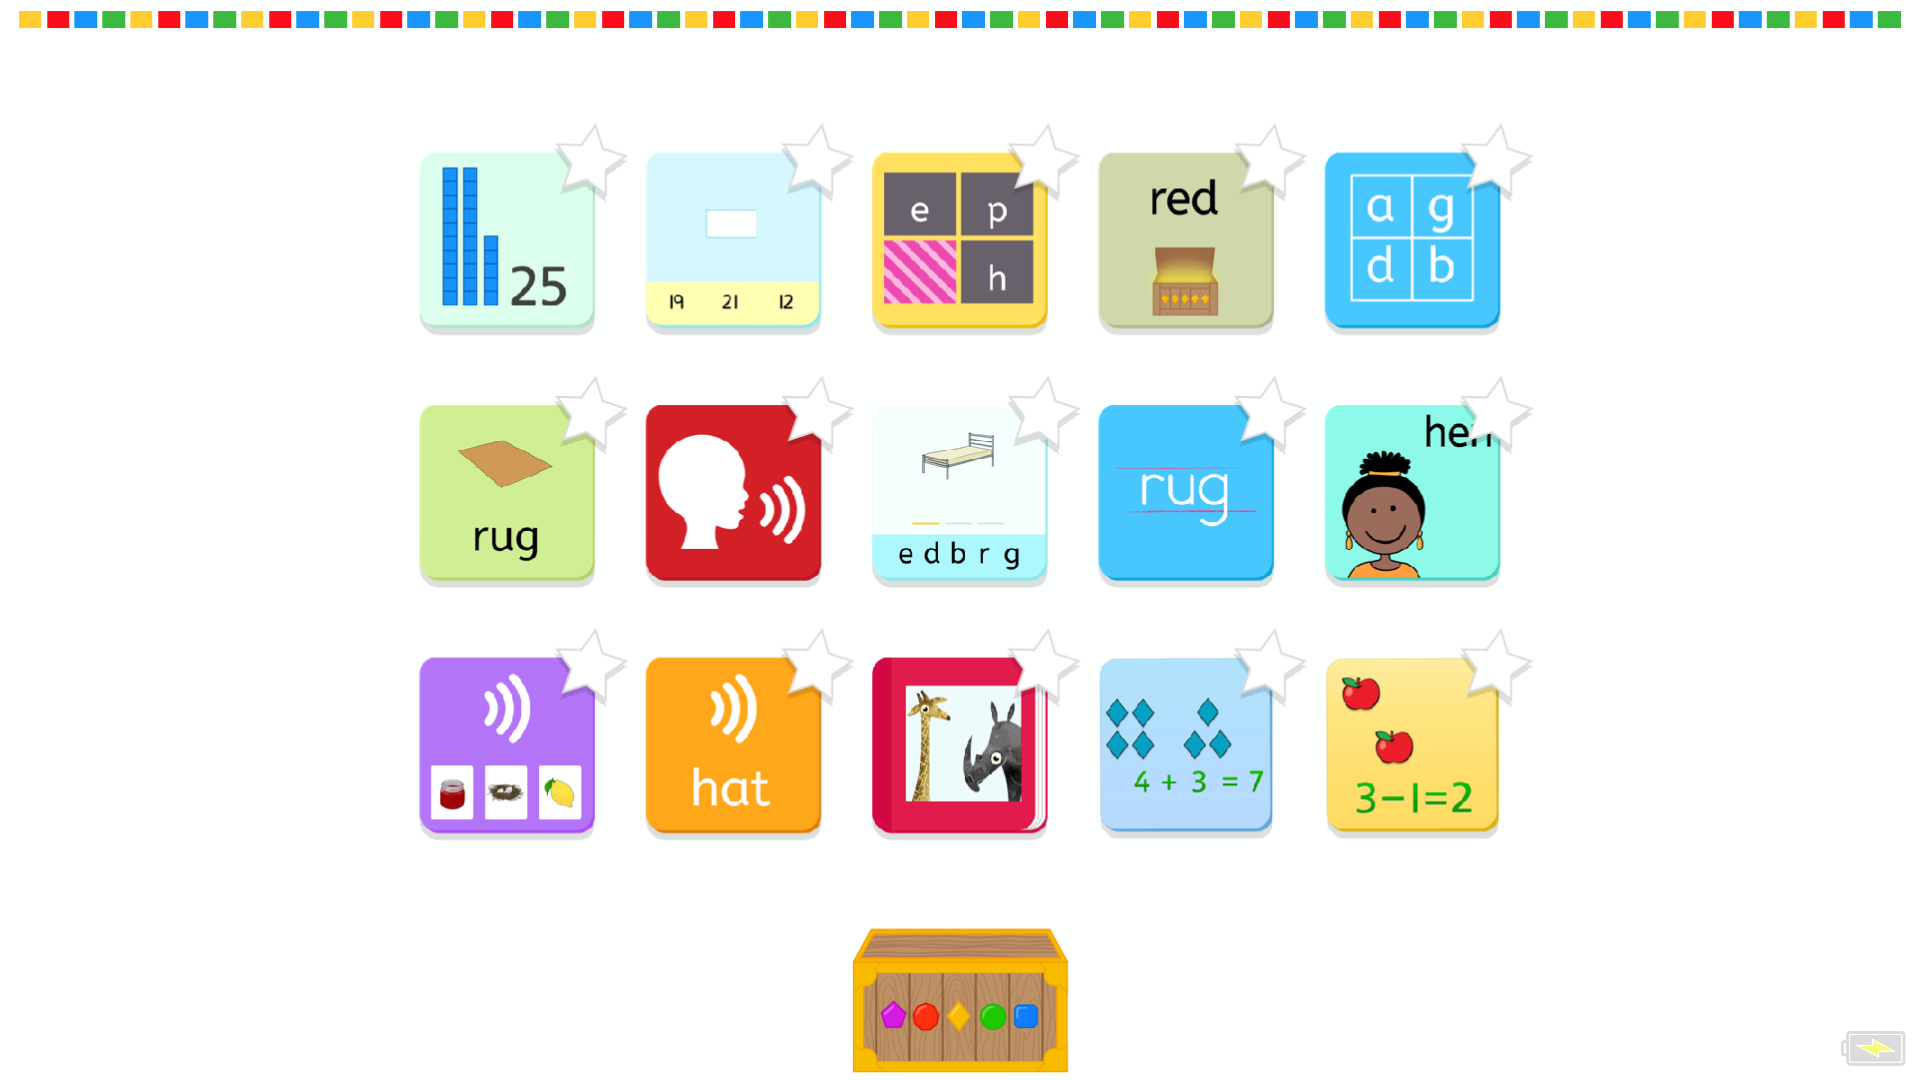 25
19 21 12
e p
h
red
a g
d b
rug
e d b r g
rug
hat
4 + 3 = 7
3-1=2